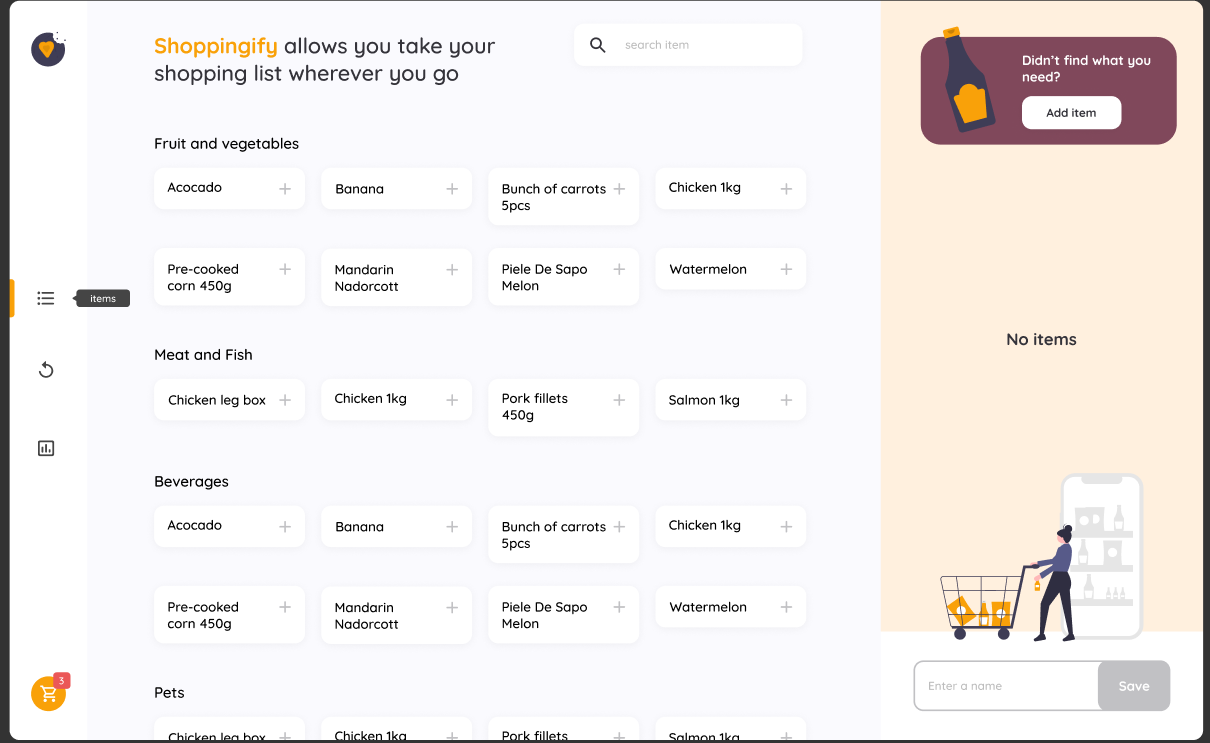 Shoppingify allows you take your
shopping list wherever you go
search item
Didn't find what you
need?
Add item
Fruit and vegetables
Acocado
Banana
Bunch of carrots
5pcs
Chicken 1kg
Pre-cooked
corn 450g
Mandarin
Nadorcott
Piele De Sapo
Melon
Watermelon
items
No items
Meat and Fish
Chicken leg box
Chicken 1kg
Pork fillets
450g
Salmon 1kg
Beverages
Acocado
Banana
Bunch of carrots
5pcs
Chicken 1kg
Pre-cooked
corn 450g
Mandarin
Nadorcott
Piele De Sapo
Melon
Watermelon
3
Enter a name
Save
Pets
Chicken leg box
Chicken 1kg
Pork fillets
Salmon 1kg